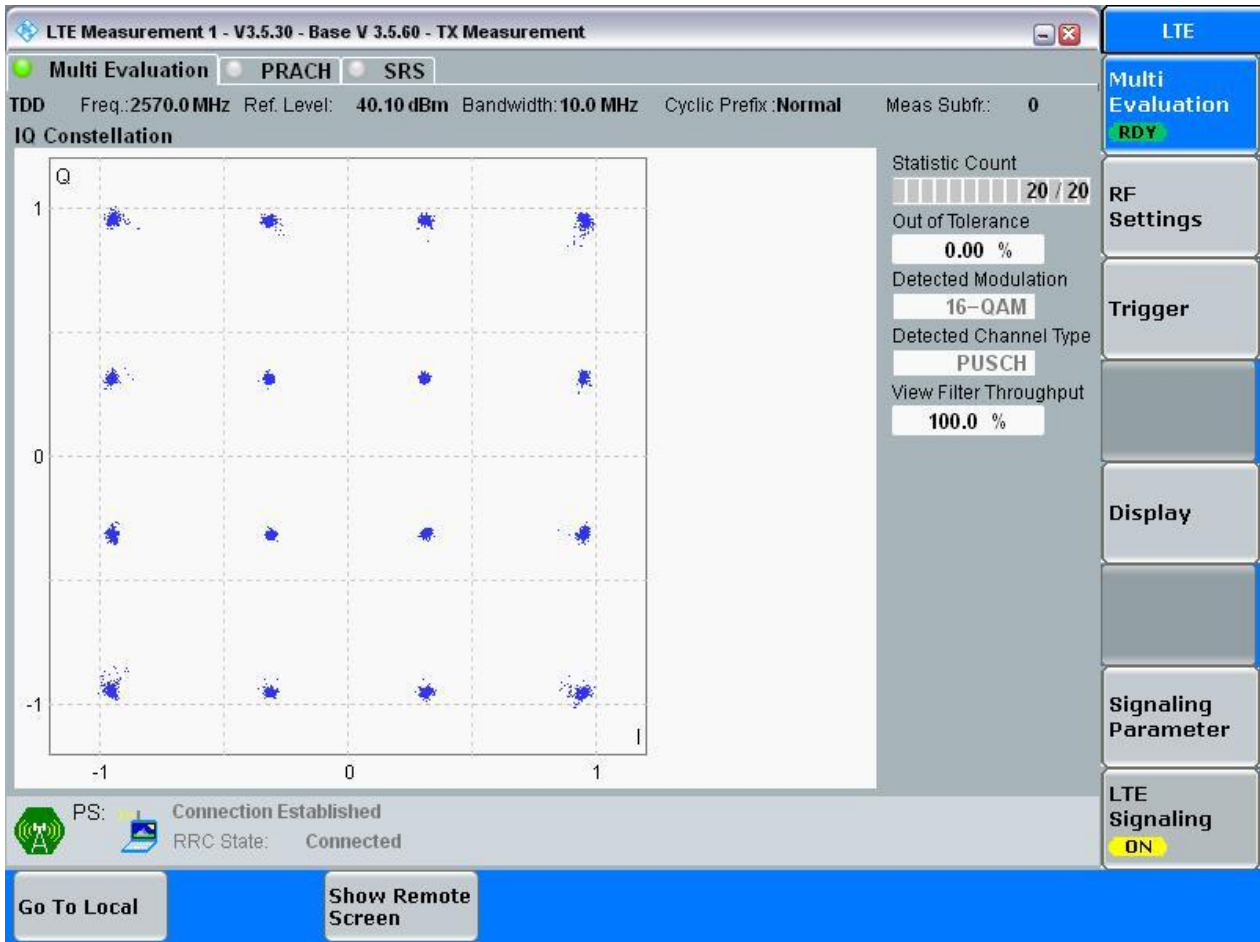 LTE Measurement 1 - V3.5.30 - Base V 3.5.60 - TX Measurement
LTE
Multi Evaluation PRACH SRS
TDD Freq.:2570.0 MHz Ref. Level: 40.10 dBm Bandwidth: 10.0 MHz Cyclic Prefix :Normal Meas Subfr.: 0
IQ Constellation
Q
1
0
-1
-1 0 1
I
Statistic Count
20 / 20
Out of Tolerance
0.00 %
Detected Modulation
16-QAM
Detected Channel Type
PUSCH
View Filter Throughput
100.0 %
Multi
Evaluation
RDY
RF
Settings
Trigger
Display
Signaling
Parameter
LTE
Signaling
ON
PS: Connection Established
RRC State: Connected
Go To Local
Show Remote
Screen